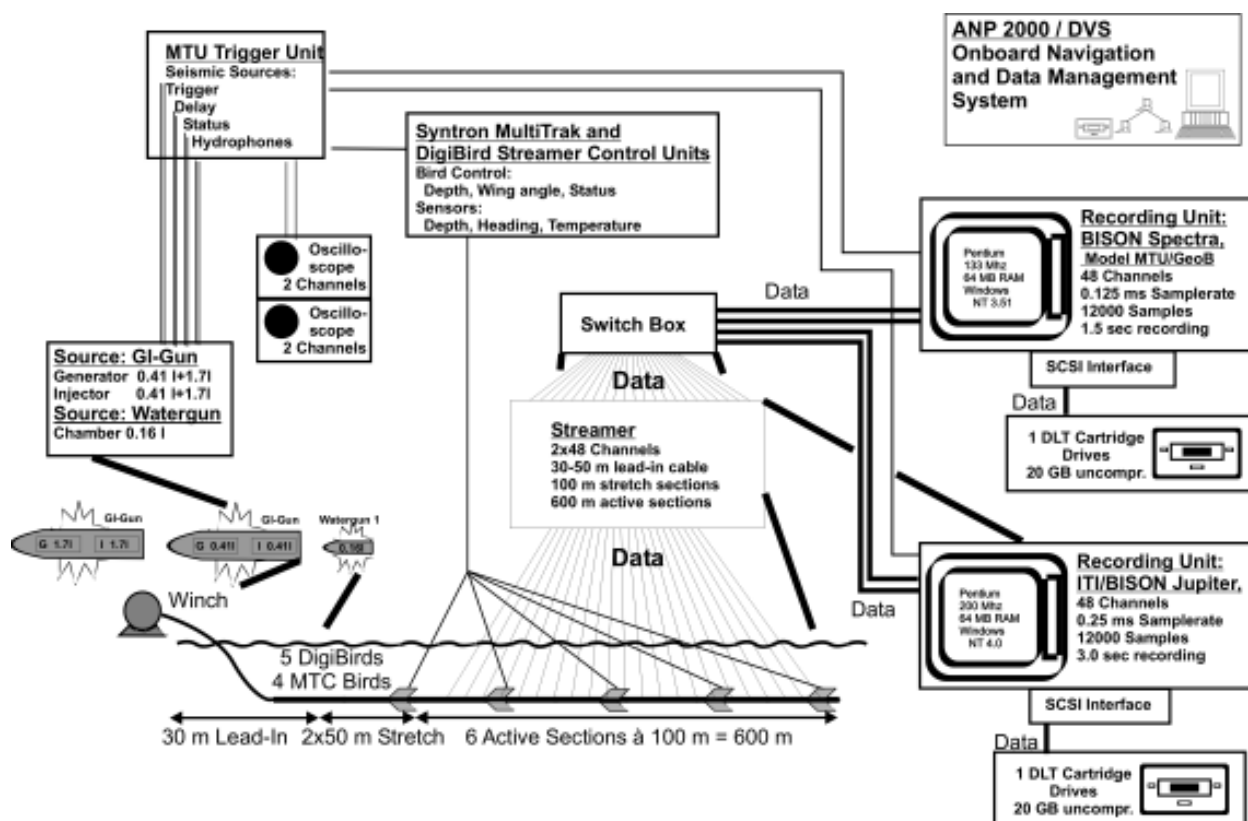 MTU Trigger Unit
Seismic Sources:
Trigger
Delay
Status
Hydrophones
ANP 2000 / DVS
Onboard Navigation
and Data Management
System
Syntron MultiTrak and
DigiBird Streamer Control Units
Bird Control:
Depth, Wing angle, Status
Sensors:
Depth, Heading, Temperature
Oscillo-
scope
2 Channels
Oscillo-
scope
2 Channels
Pentium
133 Mhz
64 MB RAM
Windows
NT 3.51
Recording Unit:
BISON Spectra,
Model MTU/GeoB
48 Channels
0.125 ms Samplerate
12000 Samples
1.5 sec recording
Data
Switch Box
SCSI Interface
Data
1 DLT Cartridge
Drives
20 GB uncompr.
Source: GI-Gun
Generator 0.41 l+1.7l
Injector 0.41 l+1.7l
Source: Watergun
Chamber 0.16 l
Data
Streamer
2x48 Channels
30-50 m lead-in cable
100 m stretch sections
600 m active sections
Data
GI-Gun
G 1.7l I 1.7l
GI-Gun
G 0.41l I 0.41l
Watergun 1
0.16l
Winch
5 DigiBirds
4 MTC Birds
30 m Lead-In
2x50 m Stretch
6 Active Sections à 100 m = 600 m
Data
Pentium
200 Mhz
64 MB RAM
Windows
NT 4.0
Recording Unit:
ITI/BISON Jupiter,
48 Channels
0.25 ms Samplerate
12000 Samples
3.0 sec recording
SCSI Interface
Data
1 DLT Cartridge
Drives
20 GB uncompr.